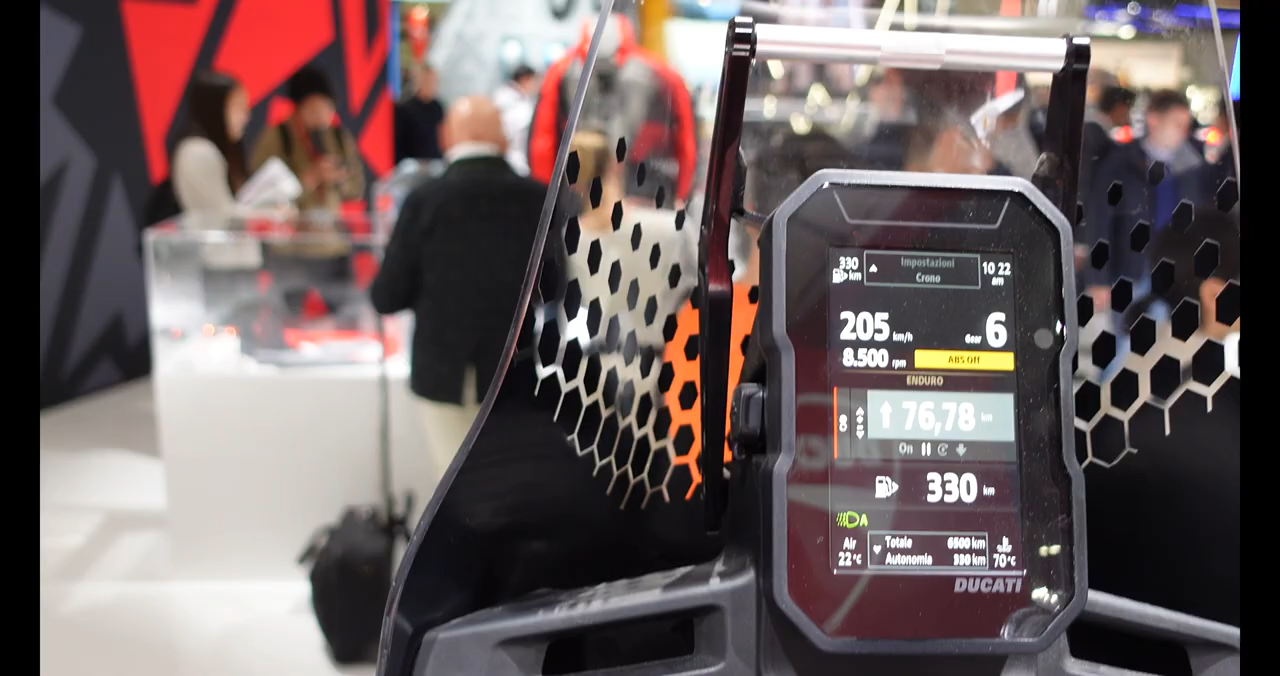 330 km
Impostazioni
Crono
10 22 am
205 km/h
Gear 6
8.500 rpm
ABS Off
ENDURO
On
76,78 km
On
330 km
A
Air 22 °C
Totale 6500 km
Autonomia 330 km
70 °C
DUCATI